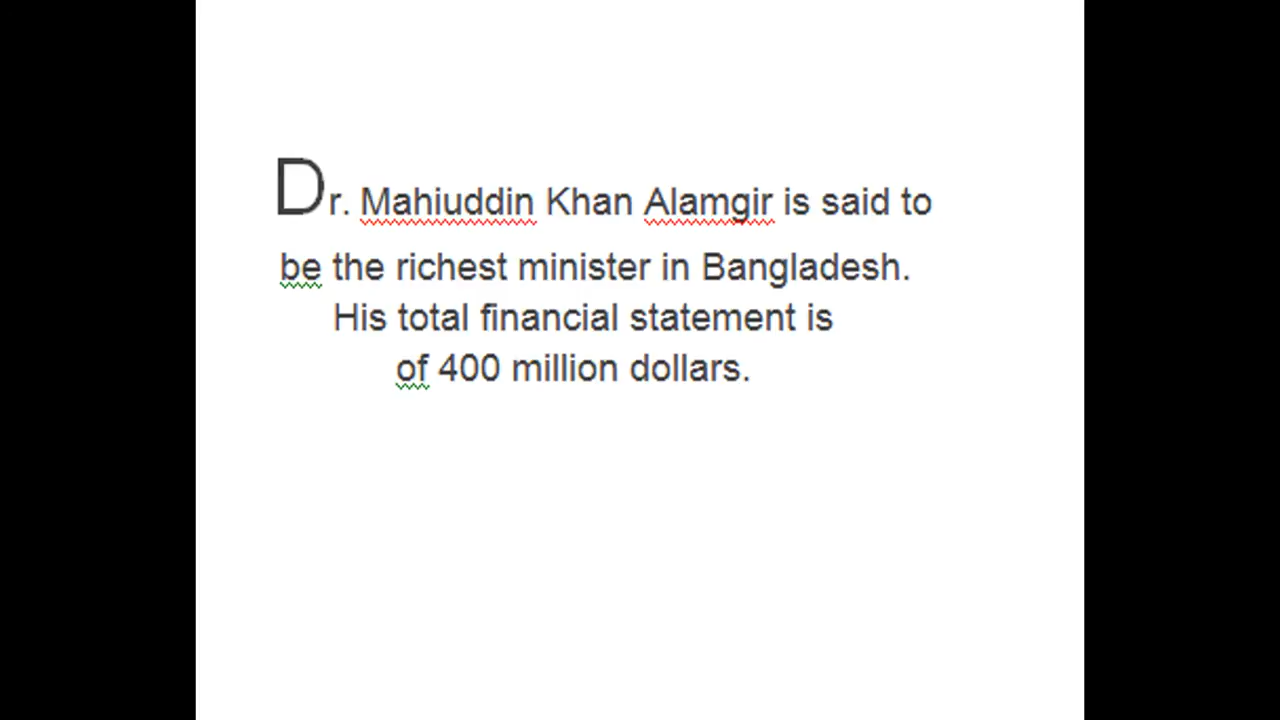 Dr. Mahiuddin Khan Alamgir is said to
be the richest minister in Bangladesh.
His total financial statement is
of 400 million dollars.